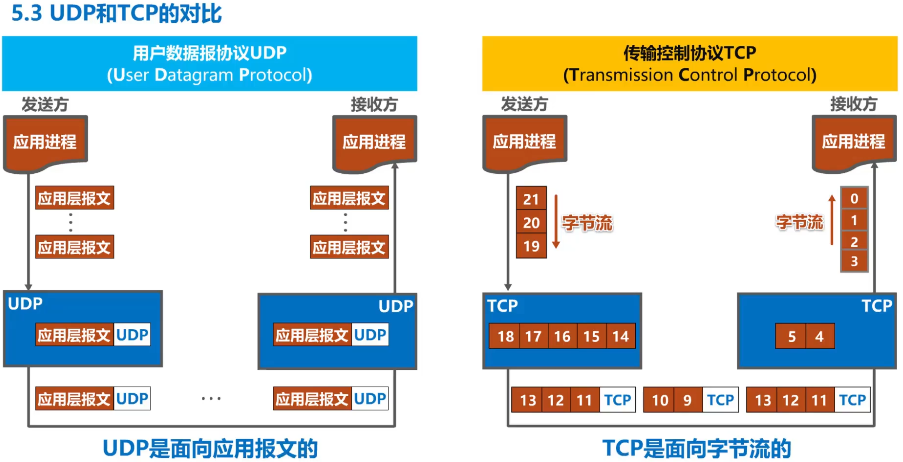 5.3 UDP和TCP的对比
用户数据报协议UDP
(User Datagram Protocol)
发送方
接收方
应用进程
应用进程
应用层报文
应用层报文
应用层报文
应用层报文
UDP
UDP
应用层报文 UDP
应用层报文 UDP
应用层报文 UDP
...
应用层报文 UDP
UDP是面向应用报文的
传输控制协议TCP
(Transmission Control Protocol)
发送方
接收方
应用进程
应用进程
21
20
19
字节流
字节流
0
1
2
3
TCP
TCP
18 17 16 15 14
5 4
13 12 11 TCP
10 9 TCP
13 12 11 TCP
TCP是面向字节流的